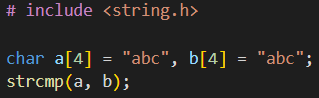 # include <string.h>
char a[4] = "abc", b[4] = "abc";
strcmp(a, b);